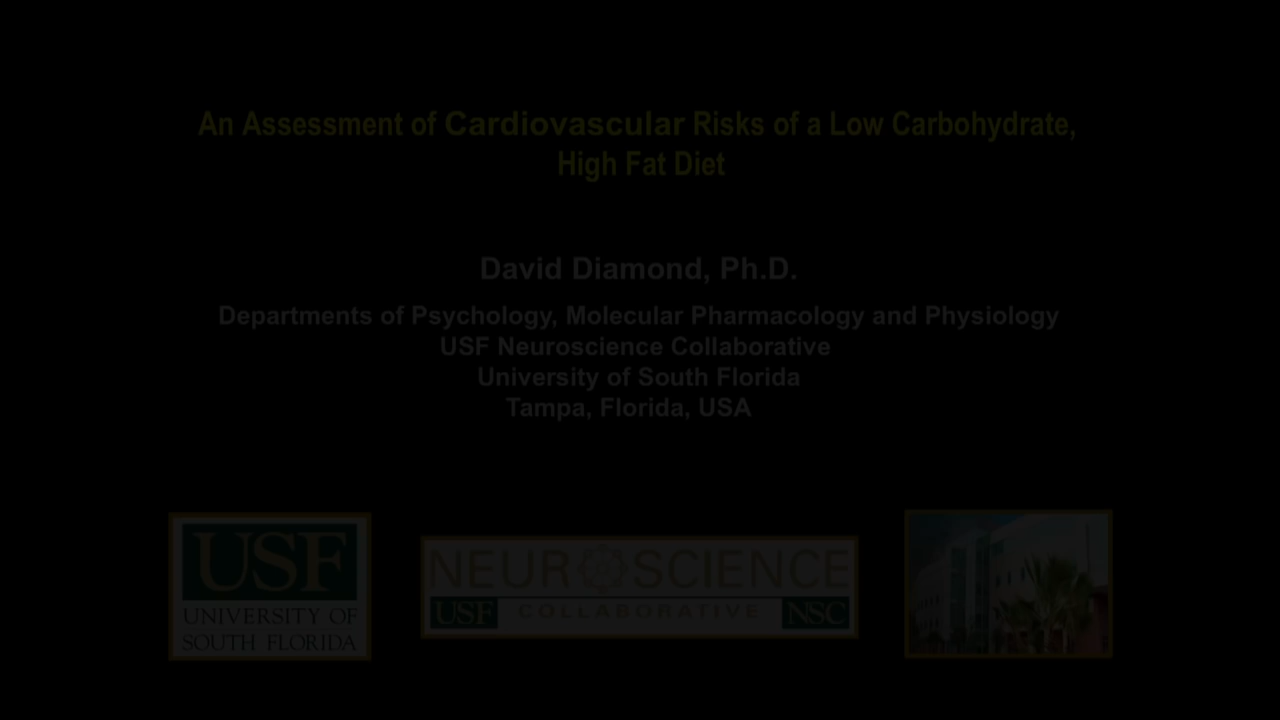 An Assessment of Cardiovascular Risks of a Low Carbohydrate,
High Fat Diet
David Diamond, Ph.D.
Departments of Psychology, Molecular Pharmacology and Physiology
USF Neuroscience Collaborative
University of South Florida
Tampa, Florida, USA
USF
UNIVERSITY OF
SOUTH FLORIDA
NEUROSCIENCE
USF COLLABORATIVE NSC